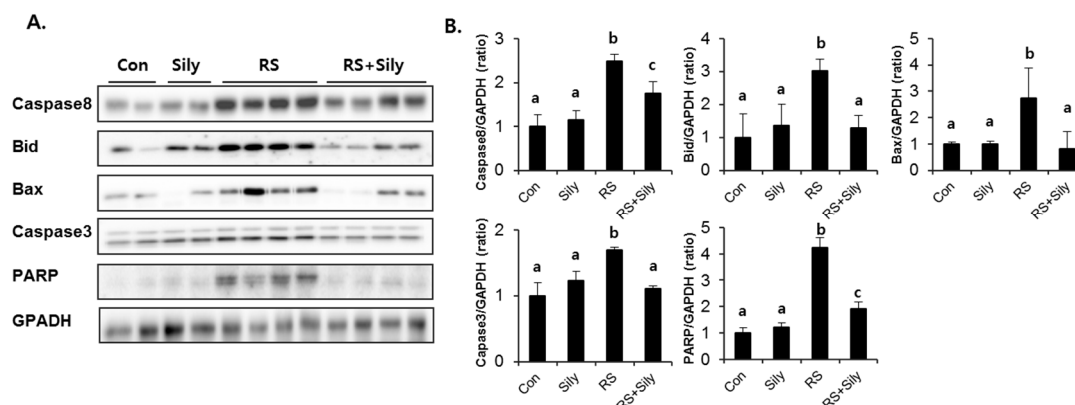 A.
Con Sily RS RS+Sily
Caspase8
Bid
Bax
Caspase3
PARP
GPADH
B.
Caspase8/GAPDH (ratio)
3
2
1
0
a
a
b
c
Con
Sily
RS
RS+Sily
Bid/GAPDH (ratio)
4
3
2
1
0
a
a
b
a
Con
Sily
RS
RS+Sily
Bax/GAPDH (ratio)
5
4
3
2
1
0
a
a
b
a
Con
Sily
RS
RS+Sily
Capase3/GAPDH (ratio)
2
1
0
a
a
b
a
Con
Sily
RS
RS+Sily
PARP/GAPDH (ratio)
5
4
3
2
1
0
a
a
b
c
Con
Sily
RS
RS+Sily